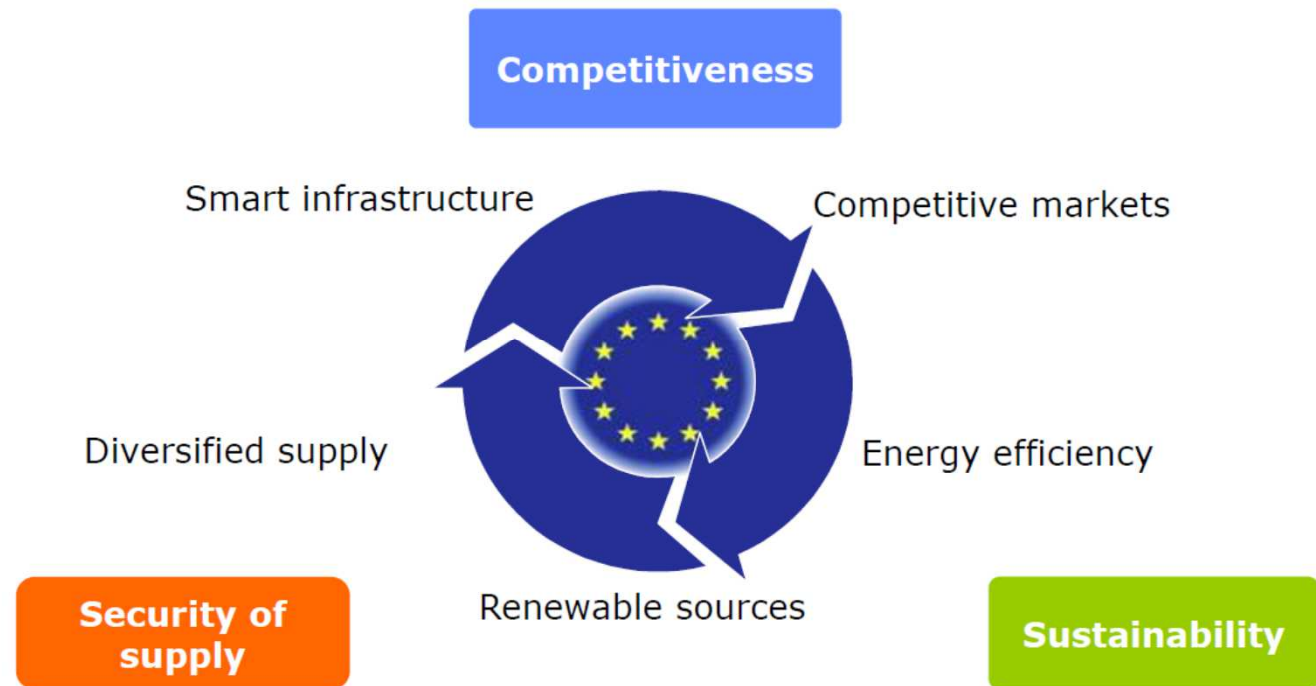 Competitiveness
Smart infrastructure
Competitive markets
Diversified supply
Energy efficiency
Renewable sources
Security of
supply
Sustainability